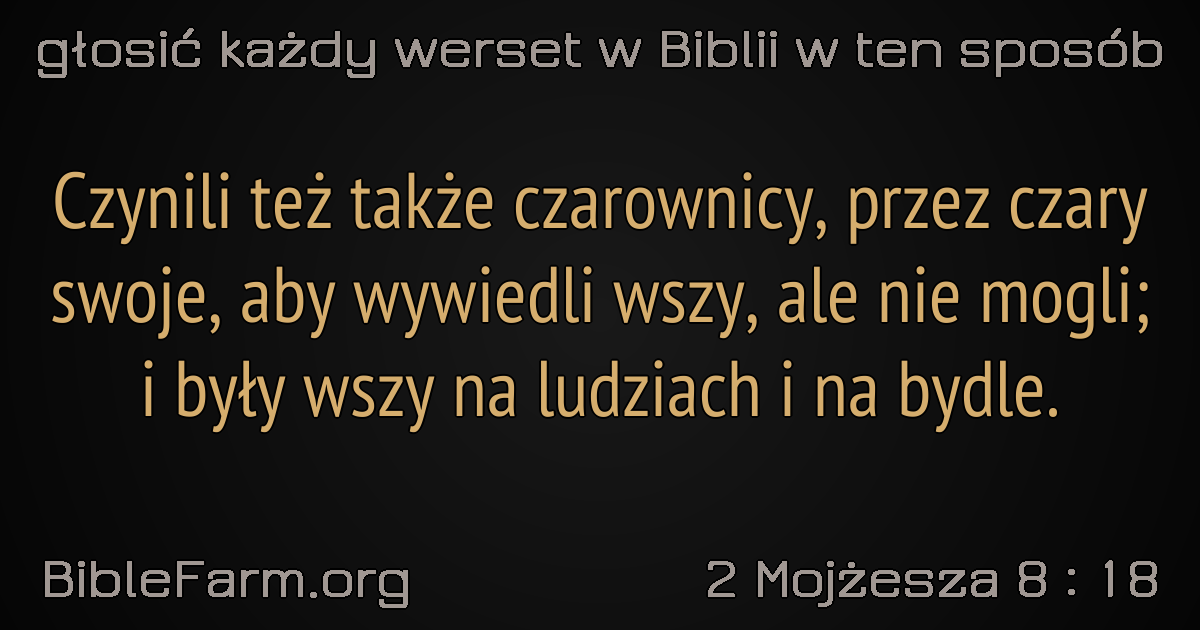 głosić każdy werset w Biblii w ten sposób
Czynili też także czarownicy, przez czary
swoje, aby wywiedli wszy, ale nie mogli;
i były wszy na ludziach i na bydle.
BibleFarm.org
2 Mojżesza 8 : 18